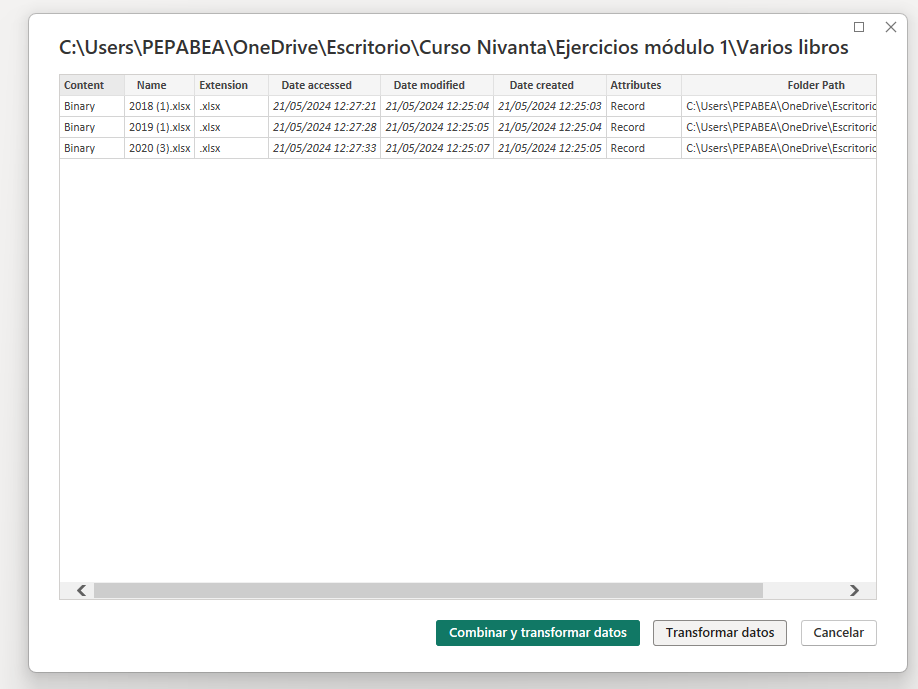 C:\Users\PEPABEA\OneDrive\Escritorio\Curso Nivanta\Ejercicios módulo 1\Varios libros
Content Name Extension Date accessed Date modified Date created Attributes Folder Path
Binary 2018 (1).xlsx .xlsx 21/05/2024 12:27:21 21/05/2024 12:25:04 21/05/2024 12:25:03 Record C:\Users\PEPABEA\OneDrive\Escritoric
Binary 2019 (1).xlsx .xlsx 21/05/2024 12:27:28 21/05/2024 12:25:05 21/05/2024 12:25:04 Record C:\Users\PEPABEA\OneDrive\Escritoric
Binary 2020 (3).xlsx .xlsx 21/05/2024 12:27:33 21/05/2024 12:25:07 21/05/2024 12:25:05 Record C:\Users\PEPABEA\OneDrive\Escritoric
Combinar y transformar datos Transformar datos Cancelar